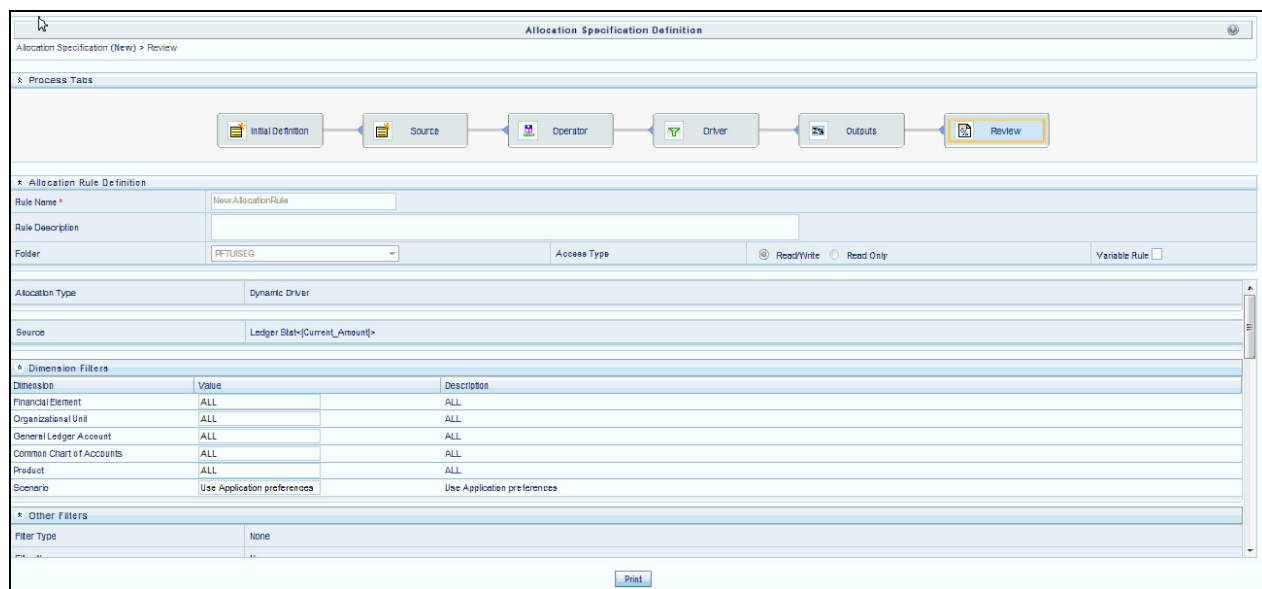 Allocation Specification Definition
Allocation Specification (New) > Review
Process Tabs
Initial Definition Source Operator Driver Outputs Review
Allocation Rule Definition
Rule Name * New AllocationRule
Rule Description
Folder PFTUISEG Access Type Read/Write Read Only Variable Rule
Allocation Type Dynamic Driver
Source Ledger Stat<[Current_Amount]>
Dimension Filters
Dimension Value Description
Financial Element ALL ALL
Organizational Unit ALL ALL
General Ledger Account ALL ALL
Common Chart of Accounts ALL ALL
Product ALL ALL
Scenario Use Application preferences Use Application preferences
Other Filters
Filter Type None
Print